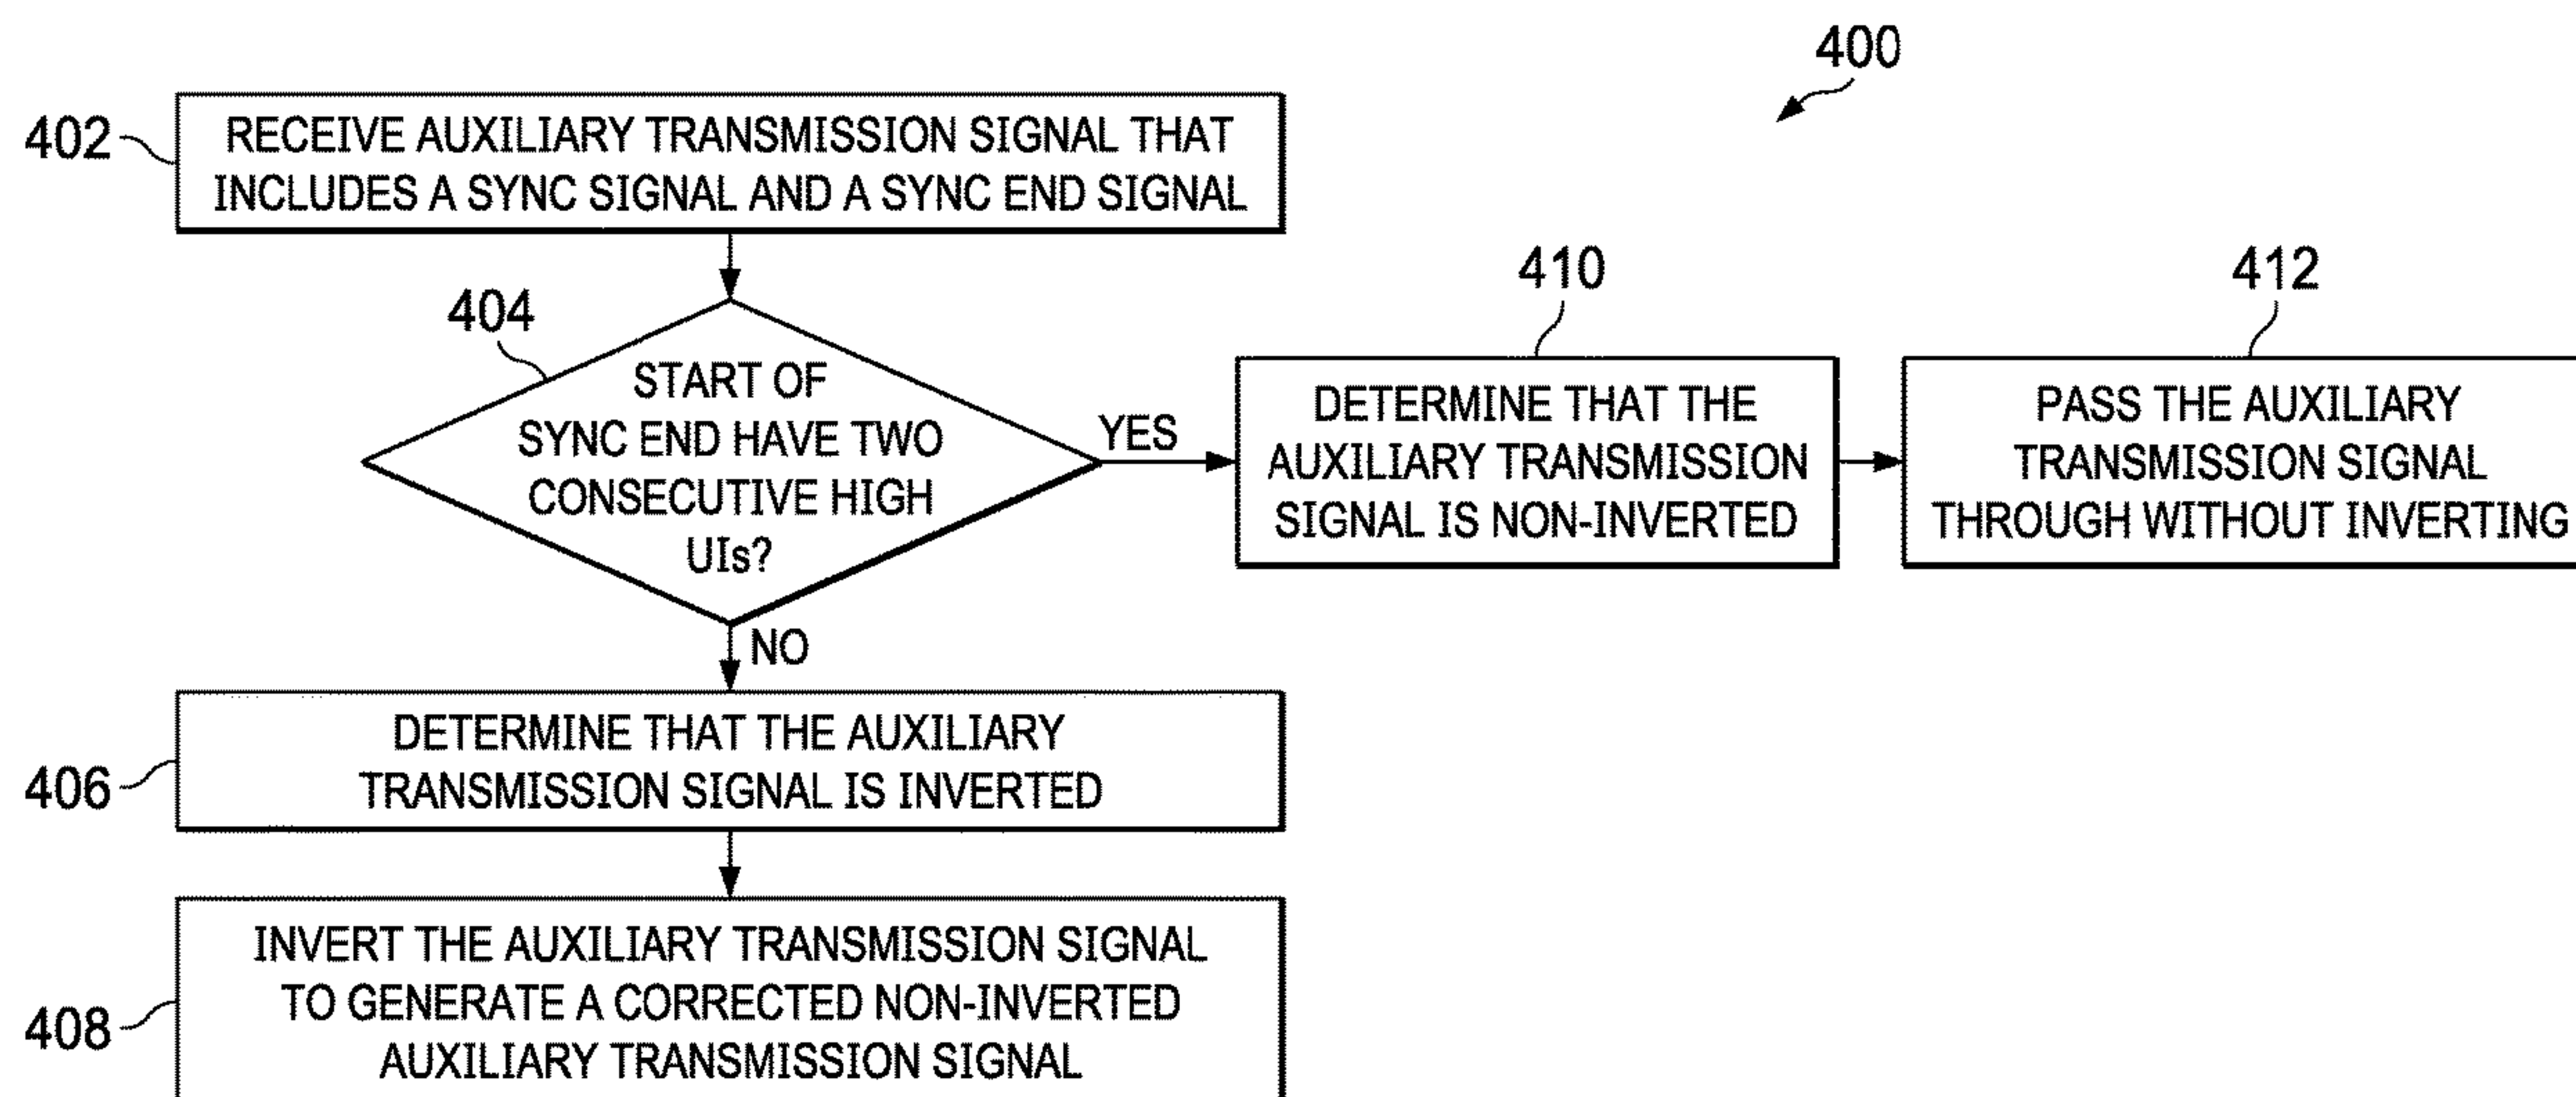 400
402
RECEIVE AUXILIARY TRANSMISSION SIGNAL THAT
INCLUDES A SYNC SIGNAL AND A SYNC END SIGNAL
404
START OF
SYNC END HAVE TWO
CONSECUTIVE HIGH
UIs?
YES
410
DETERMINE THAT THE
AUXILIARY TRANSMISSION
SIGNAL IS NON-INVERTED
412
PASS THE AUXILIARY
TRANSMISSION SIGNAL
THROUGH WITHOUT INVERTING
NO
406
DETERMINE THAT THE AUXILIARY
TRANSMISSION SIGNAL IS INVERTED
408
INVERT THE AUXILIARY TRANSMISSION SIGNAL
TO GENERATE A CORRECTED NON-INVERTED
AUXILIARY TRANSMISSION SIGNAL